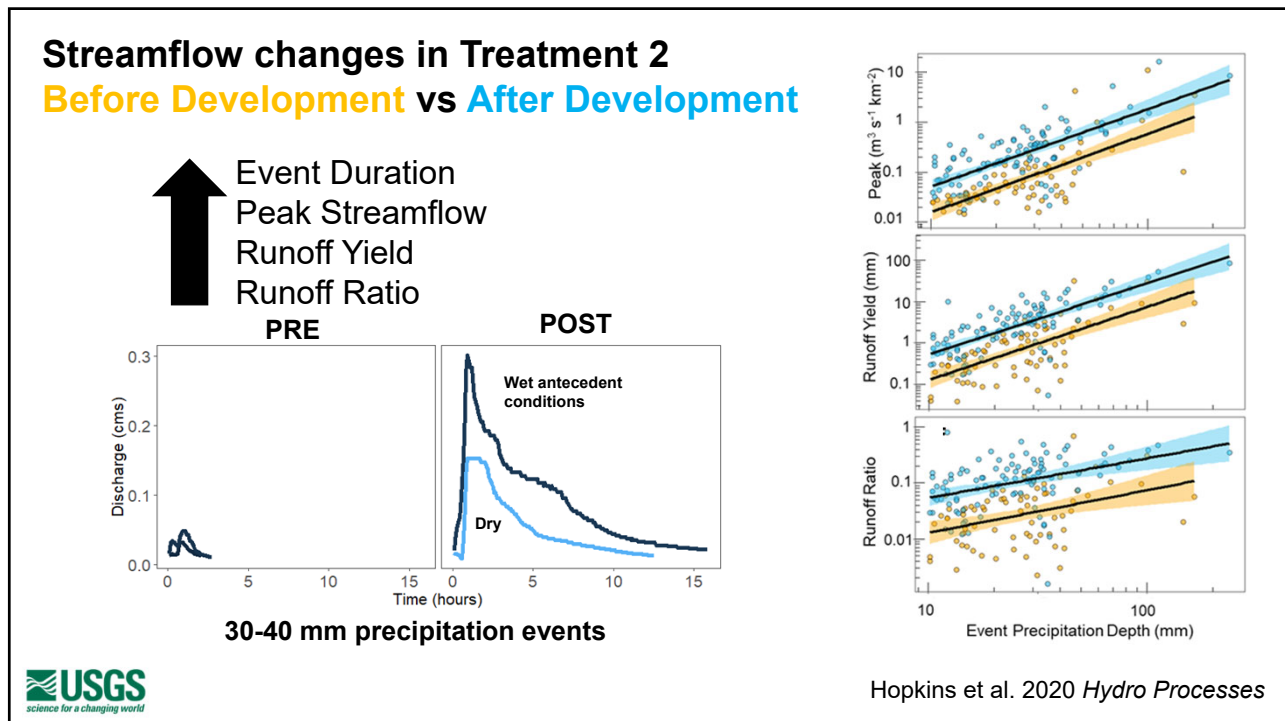 Streamflow changes in Treatment 2
Before Development vs After Development
Event Duration
Peak Streamflow
Runoff Yield
Runoff Ratio
PRE
POST
Discharge (cms)
0.3
0.2
0.1
0.0
Wet antecedent
conditions
Dry
0 5 10 15
0 5 10 15
Time (hours)
30-40 mm precipitation events
Peak (m³ s⁻¹ km⁻²)
10
1
0.1
0.01
Runoff Yield (mm)
100
10
1
0.1
Runoff Ratio
1
0.1
0.01
10 100
Event Precipitation Depth (mm)
USGS
science for a changing world
Hopkins et al. 2020 Hydro Processes